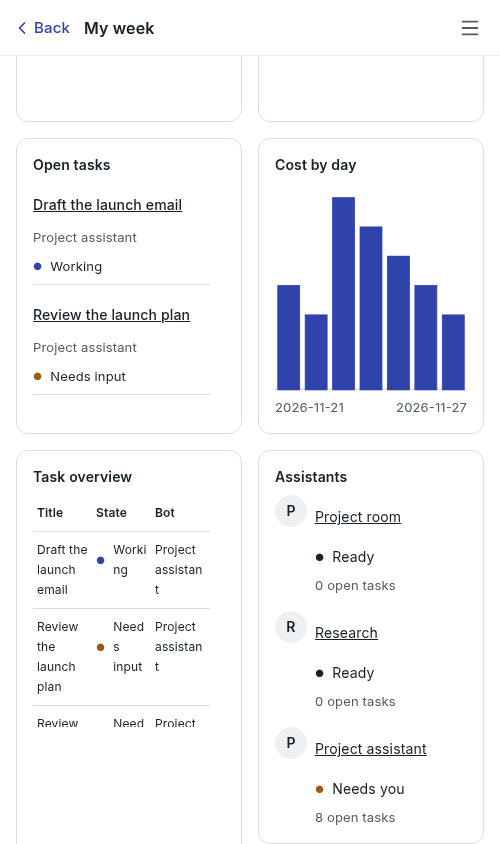 Back My week
Open tasks
Draft the launch email
Project assistant
Working
Review the launch plan
Project assistant
Needs input
Cost by day
2026-11-21 2026-11-27
Task overview
Title State Bot
Draft the Worki Project
launch ng assistan
email t
Review Need Project
the s assistan
launch input t
plan
Review Need Project
Assistants
P Project room
Ready
0 open tasks
R Research
Ready
0 open tasks
P Project assistant
Needs you
8 open tasks